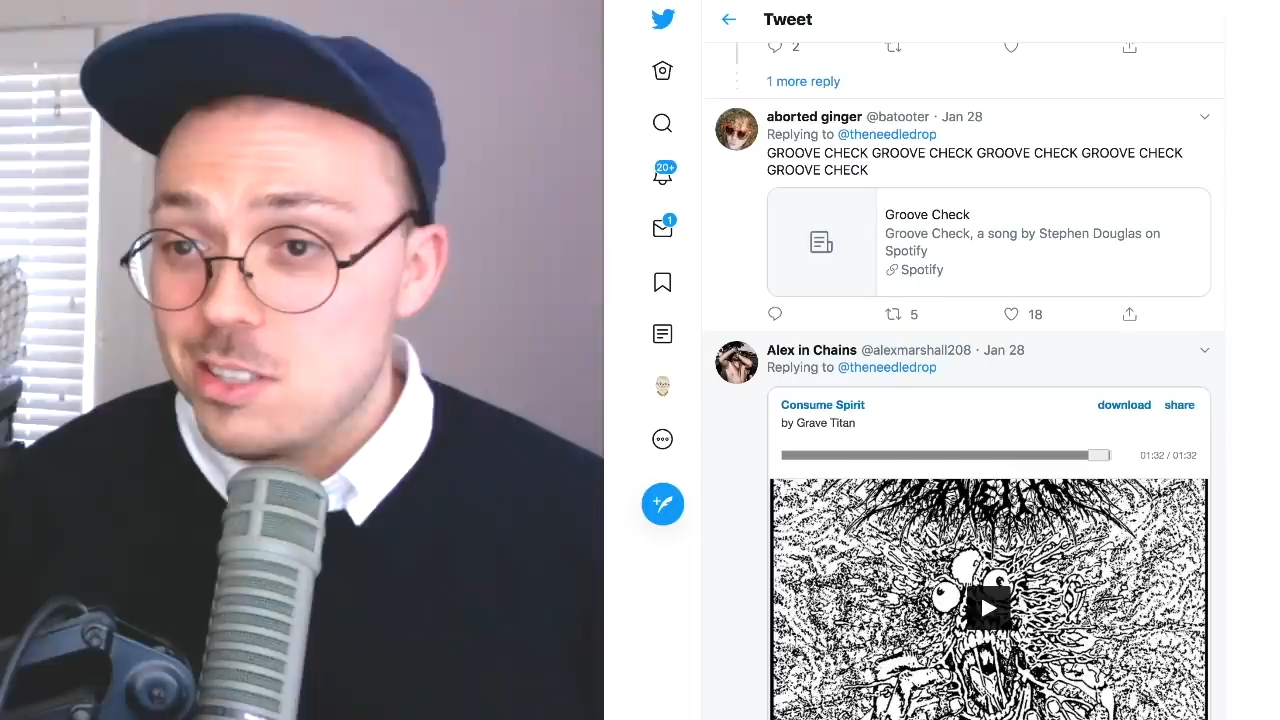 Tweet
2
1 more reply
20+
1
aborted ginger @batooter · Jan 28
Replying to @theneedledrop
GROOVE CHECK GROOVE CHECK GROOVE CHECK GROOVE CHECK
GROOVE CHECK
Groove Check
Groove Check, a song by Stephen Douglas on
Spotify
Spotify
5 18
Alex in Chains @alexmarshall208 · Jan 28
Replying to @theneedledrop
Consume Spirit download share
by Grave Titan
01:32 / 01:32